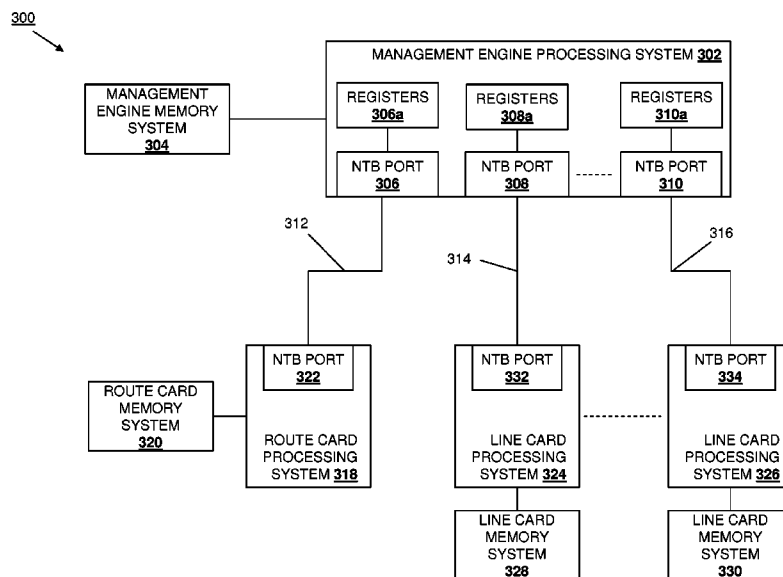 300
MANAGEMENT ENGINE PROCESSING SYSTEM 302
MANAGEMENT
ENGINE MEMORY
SYSTEM
304
REGISTERS
306a
REGISTERS
308a
REGISTERS
310a
NTB PORT
306
NTB PORT
308
NTB PORT
310
312
314
316
NTB PORT
322
NTB PORT
332
NTB PORT
334
ROUTE CARD
MEMORY
SYSTEM
320
ROUTE CARD
PROCESSING
SYSTEM 318
LINE CARD
PROCESSING
SYSTEM 324
LINE CARD
PROCESSING
SYSTEM 326
LINE CARD
MEMORY
SYSTEM
328
LINE CARD
MEMORY
SYSTEM
330